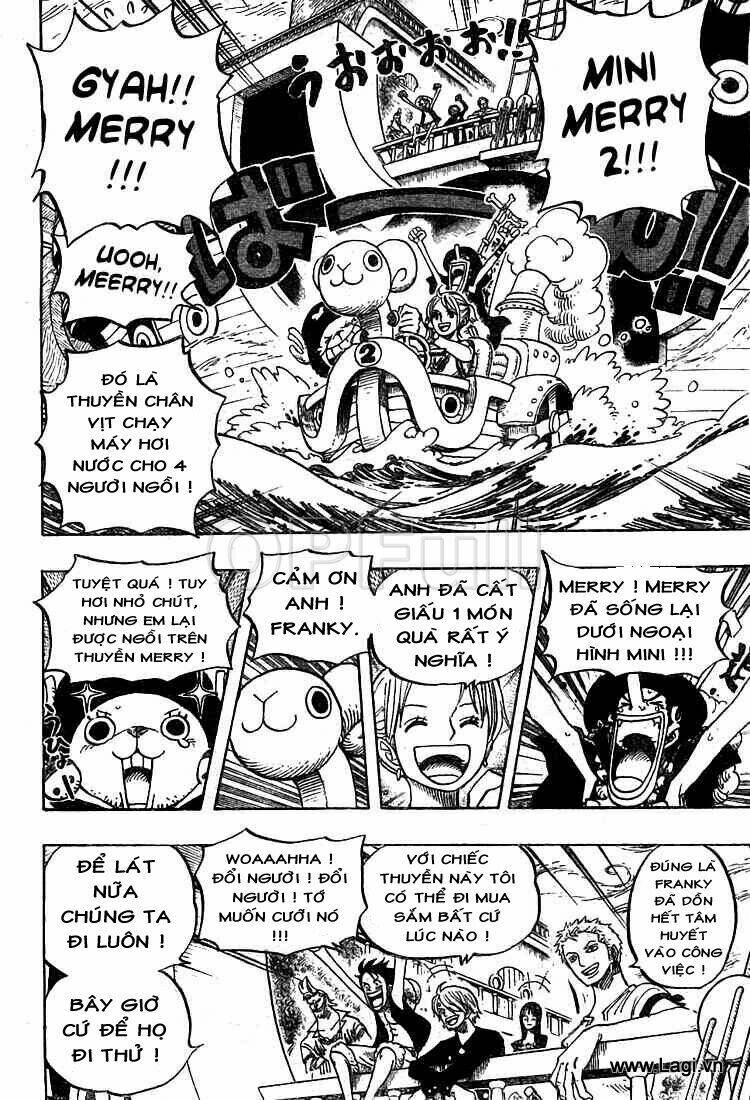 うおおおおお!!
MINI
MERRY
2!!!
GYAH!!
MERRY
!!!
UOOH,
MEERRY!!
ĐÓ LÀ
THUYỀN CHÂN
VỊT CHẠY
MÁY HƠI
NƯỚC CHO 4
NGƯỜI NGỒI !
2
OPFull
MERRY ! MERRY
ĐÃ SỐNG LẠI
DƯỚI NGOẠI
HÌNH MINI !!!
ANH ĐÃ CẤT
GIẤU 1 MÓN
QUÀ RẤT Ý
NGHĨA !
CẢM ƠN
ANH !
FRANKY.
TUYỆT QUÁ ! TUY
HƠI NHỎ CHÚT,
NHƯNG EM LẠI
ĐƯỢC NGỒI TRÊN
THUYỀN MERRY !
ĐÚNG LÀ
FRANKY
ĐÃ DỒN
HẾT TÂM
HUYẾT
VÀO CÔNG
VIỆC !
VỚI CHIẾC
THUYỀN NÀY TÔI
CÓ THỂ ĐI MUA
SẮM BẤT CỨ
LÚC NÀO !
WOAAAHHA !
ĐỔI NGƯỜI ! ĐỔI
NGƯỜI ! TỚ
MUỐN CƯỠI NÓ
!!!
ĐỂ LÁT
NỮA
CHÚNG TA
ĐI LUÔN !
BÂY GIỜ
CỨ ĐỂ HỌ
ĐI THỬ !
www.Lagi.vn